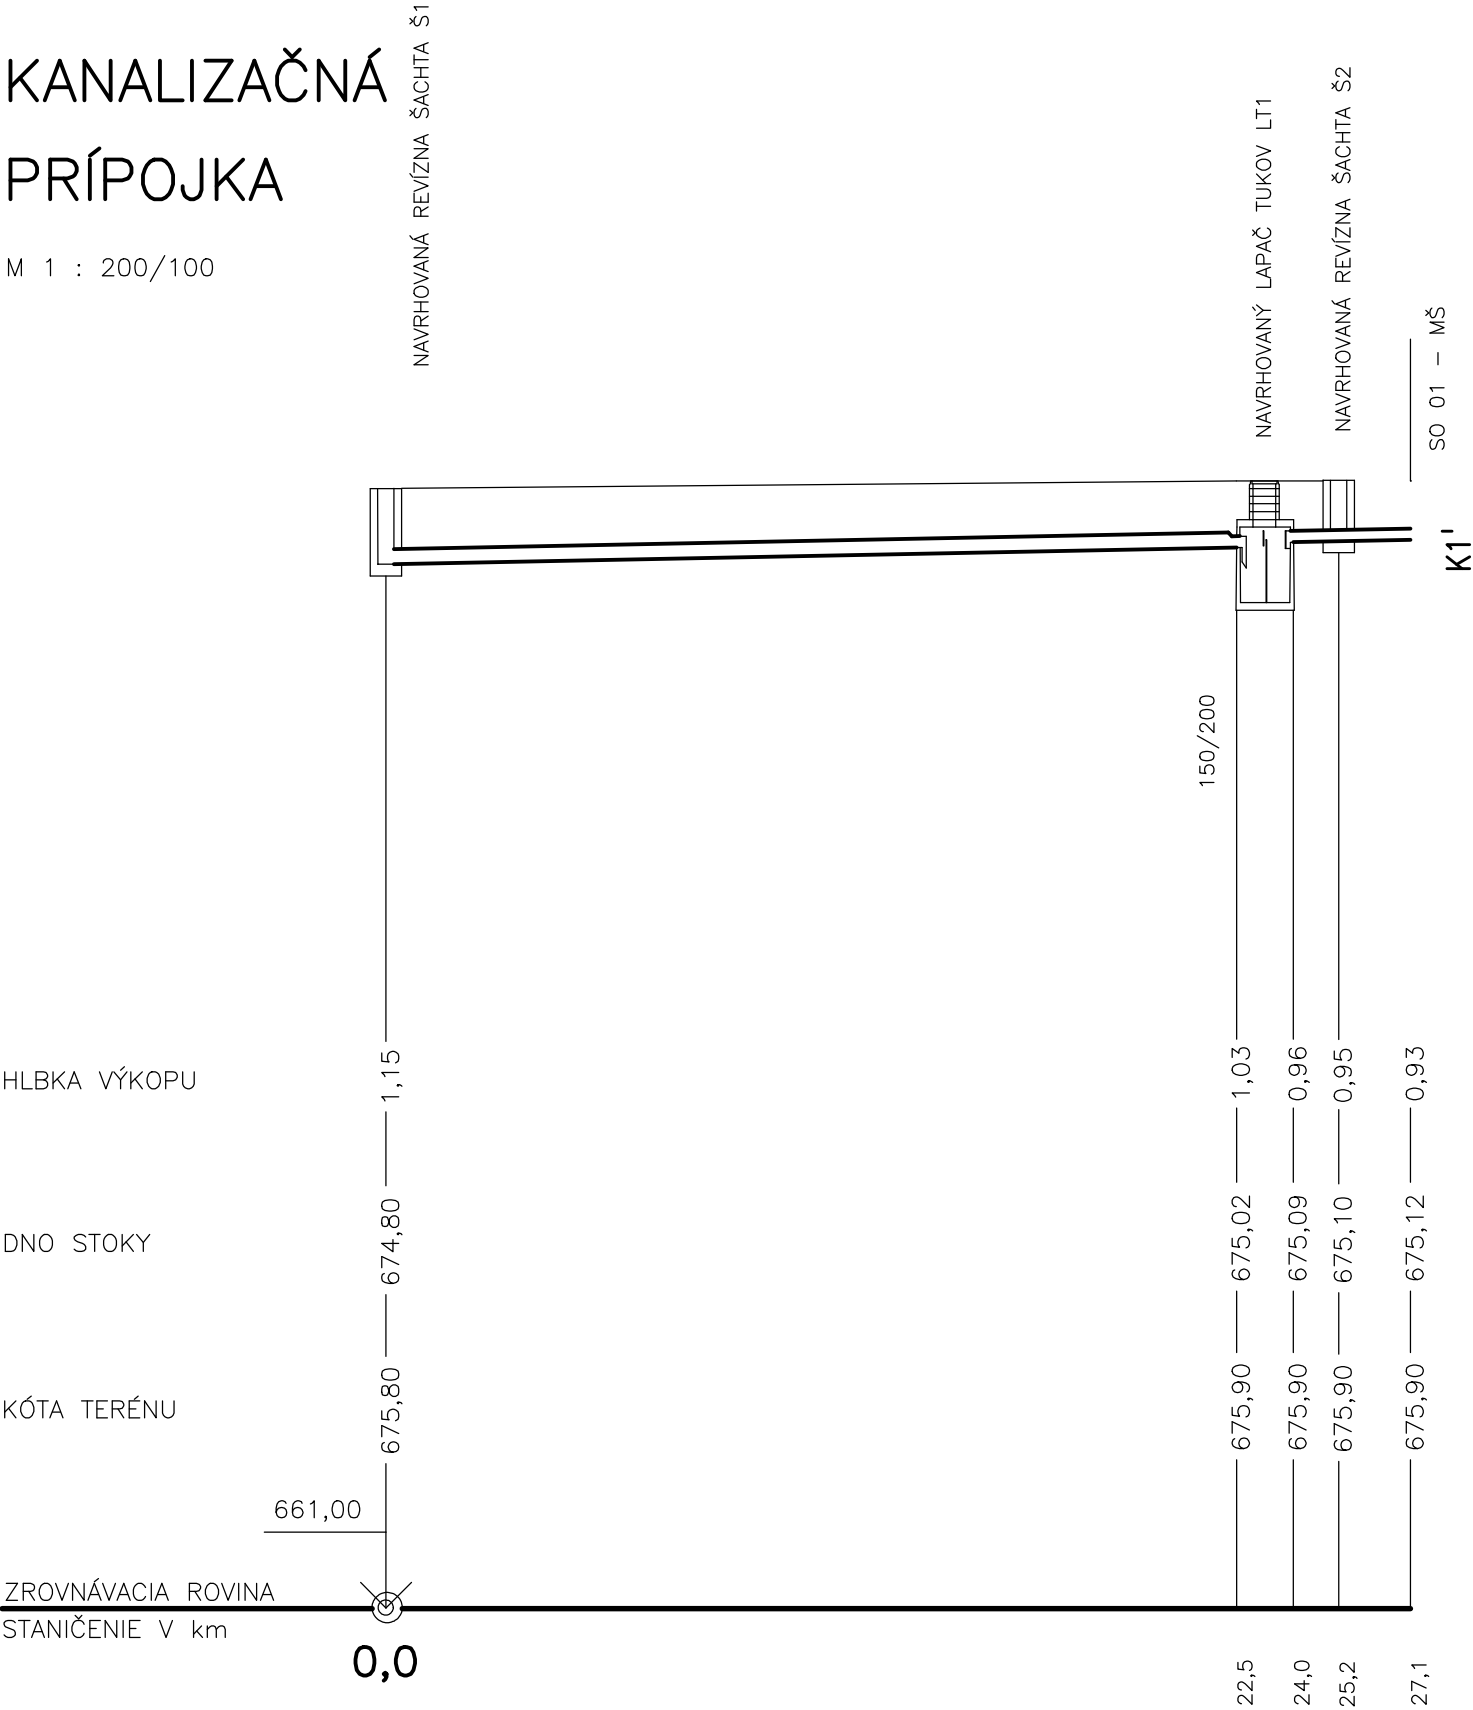 KANALIZAČNÁ
PRÍPOJKA
M 1 : 200/100
NAVRHOVANÁ REVÍZNA ŠACHTA Š1
NAVRHOVANÝ LAPAČ TUKOV LT1
NAVRHOVANÁ REVÍZNA ŠACHTA Š2
SO 01 - MŠ
K1'
150/200
HLBKA VÝKOPU
1,15
1,03
0,96
0,95
0,93
DNO STOKY
674,80
675,02
675,09
675,10
675,12
KÓTA TERÉNU
675,80
675,90
675,90
675,90
675,90
661,00
ZROVNÁVACIA ROVINA
STANIČENIE V km
0,0
22,5
24,0
25,2
27,1